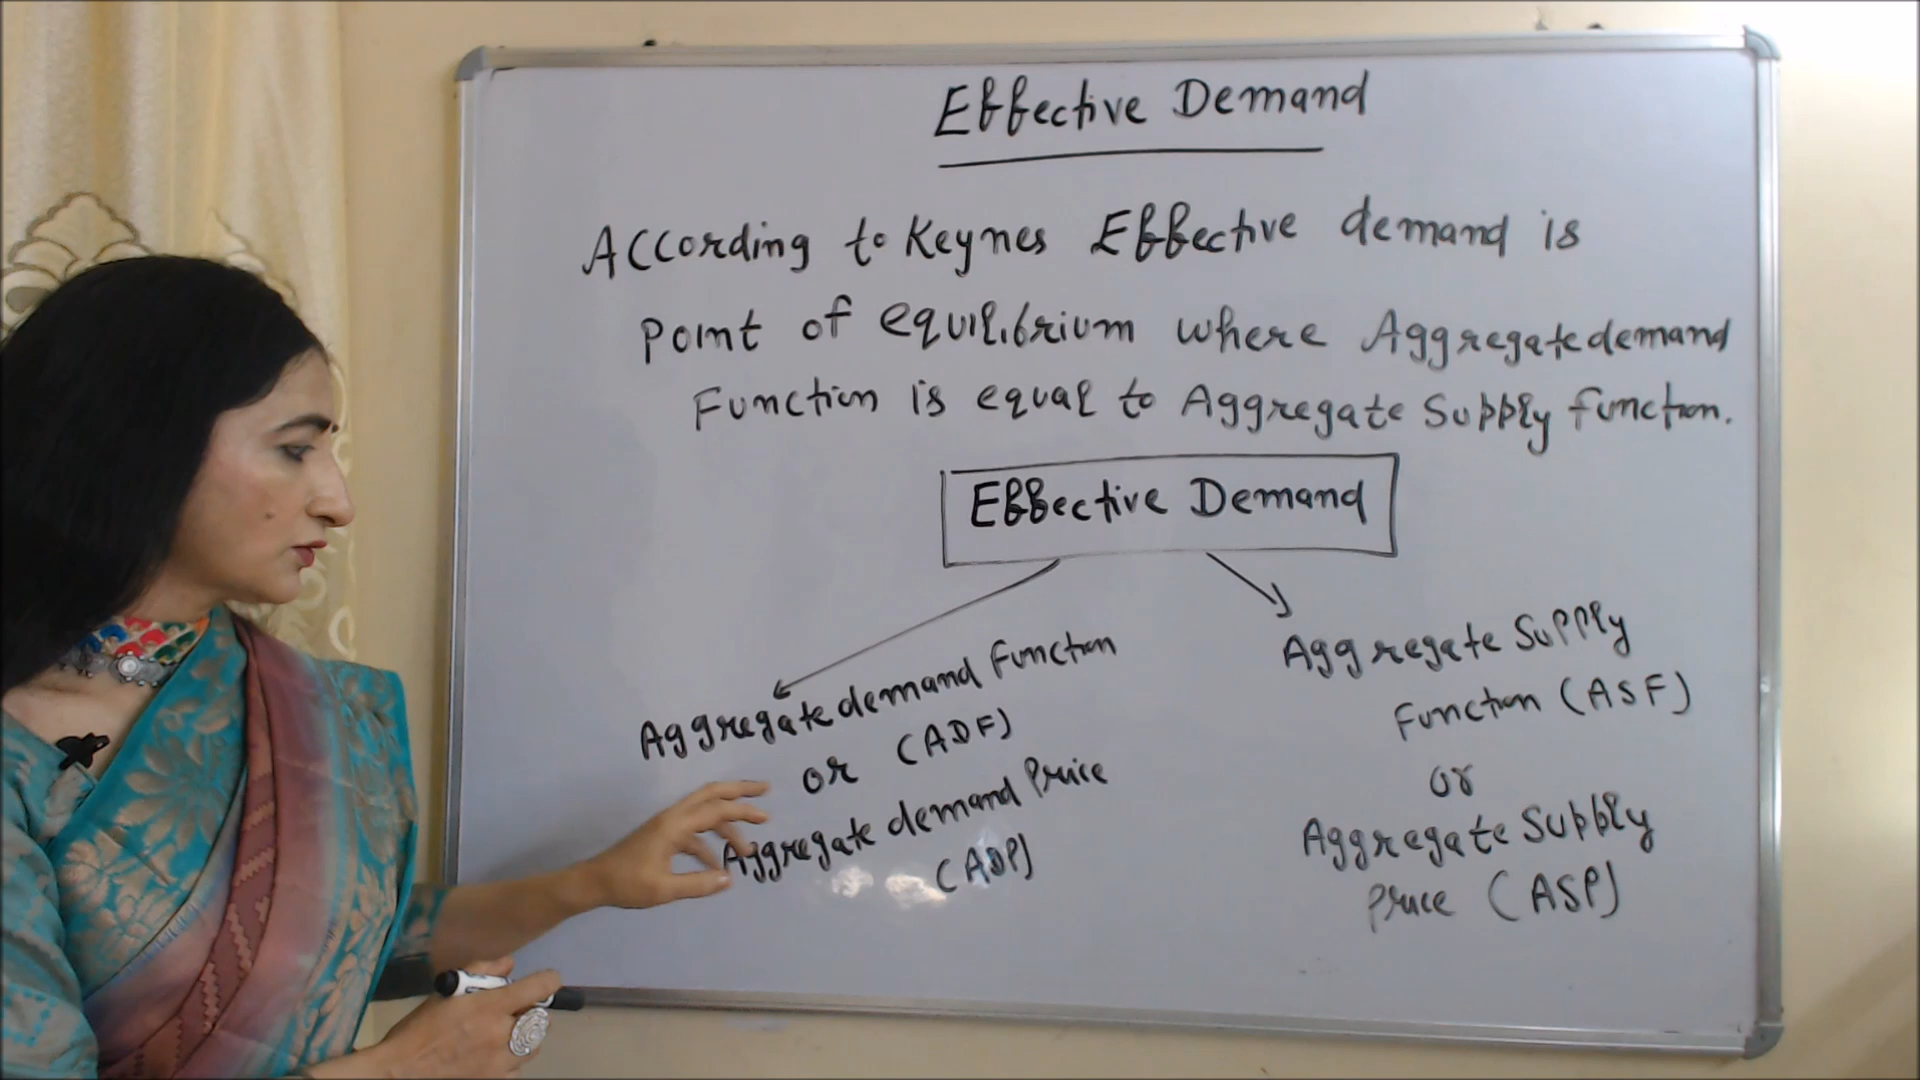 Effective Demand
According to Keynes Effective demand is
Point of equilibrium where Aggregate demand
Function is equal to Aggregate Supply function.
Effective Demand
Aggregate demand Function
or (ADF)
Aggregate demand Price
(ADP)
Aggregate Supply
Function (ASF)
or
Aggregate Supply
Price (ASP)